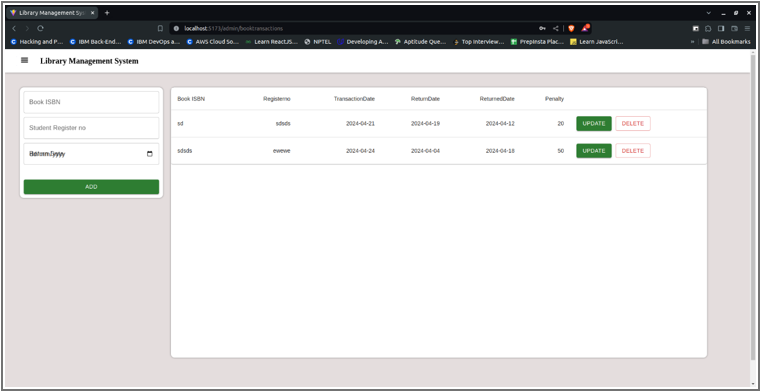 Library Management Sys
localhost:5173/admin/booktransactions
Hacking and P... IBM Back-End... IBM DevOps a... AWS Cloud So... Learn ReactJS... NPTEL Developing A... Aptitude Que... Top Interview... PrepInsta Plac... Learn JavaScri... » All Bookmarks
Library Management System
Book ISBN
Student Register no
ADD
Book ISBN Registerno TransactionDate ReturnDate ReturnedDate Penalty
sd sdsds 2024-04-21 2024-04-19 2024-04-12 20 UPDATE DELETE
sdsds ewewe 2024-04-24 2024-04-04 2024-04-18 50 UPDATE DELETE